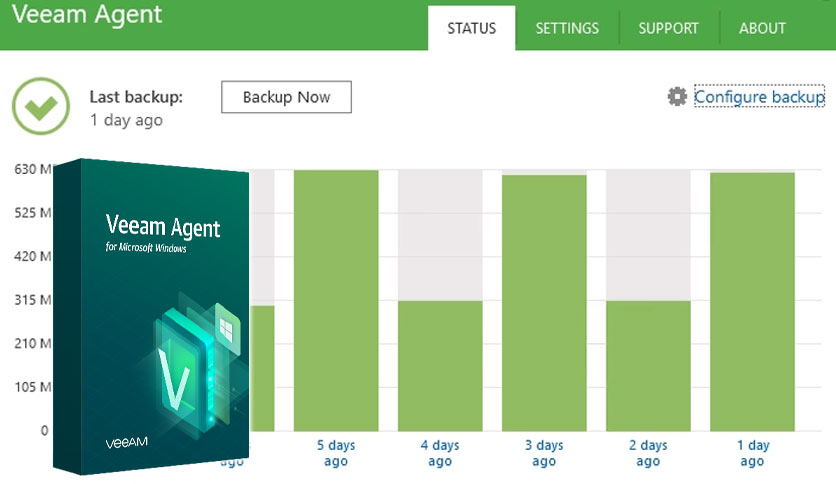 Veeam Agent
STATUS
SETTINGS
SUPPORT
ABOUT
Last backup:
1 day ago
Backup Now
Configure backup
630 M
525 M
420 M
315 M
210 M
105 M
0
Veeam Agent
for Microsoft Windows
V
VEEAM
ago
5 days
ago
4 days
ago
3 days
ago
2 days
ago
1 day
ago